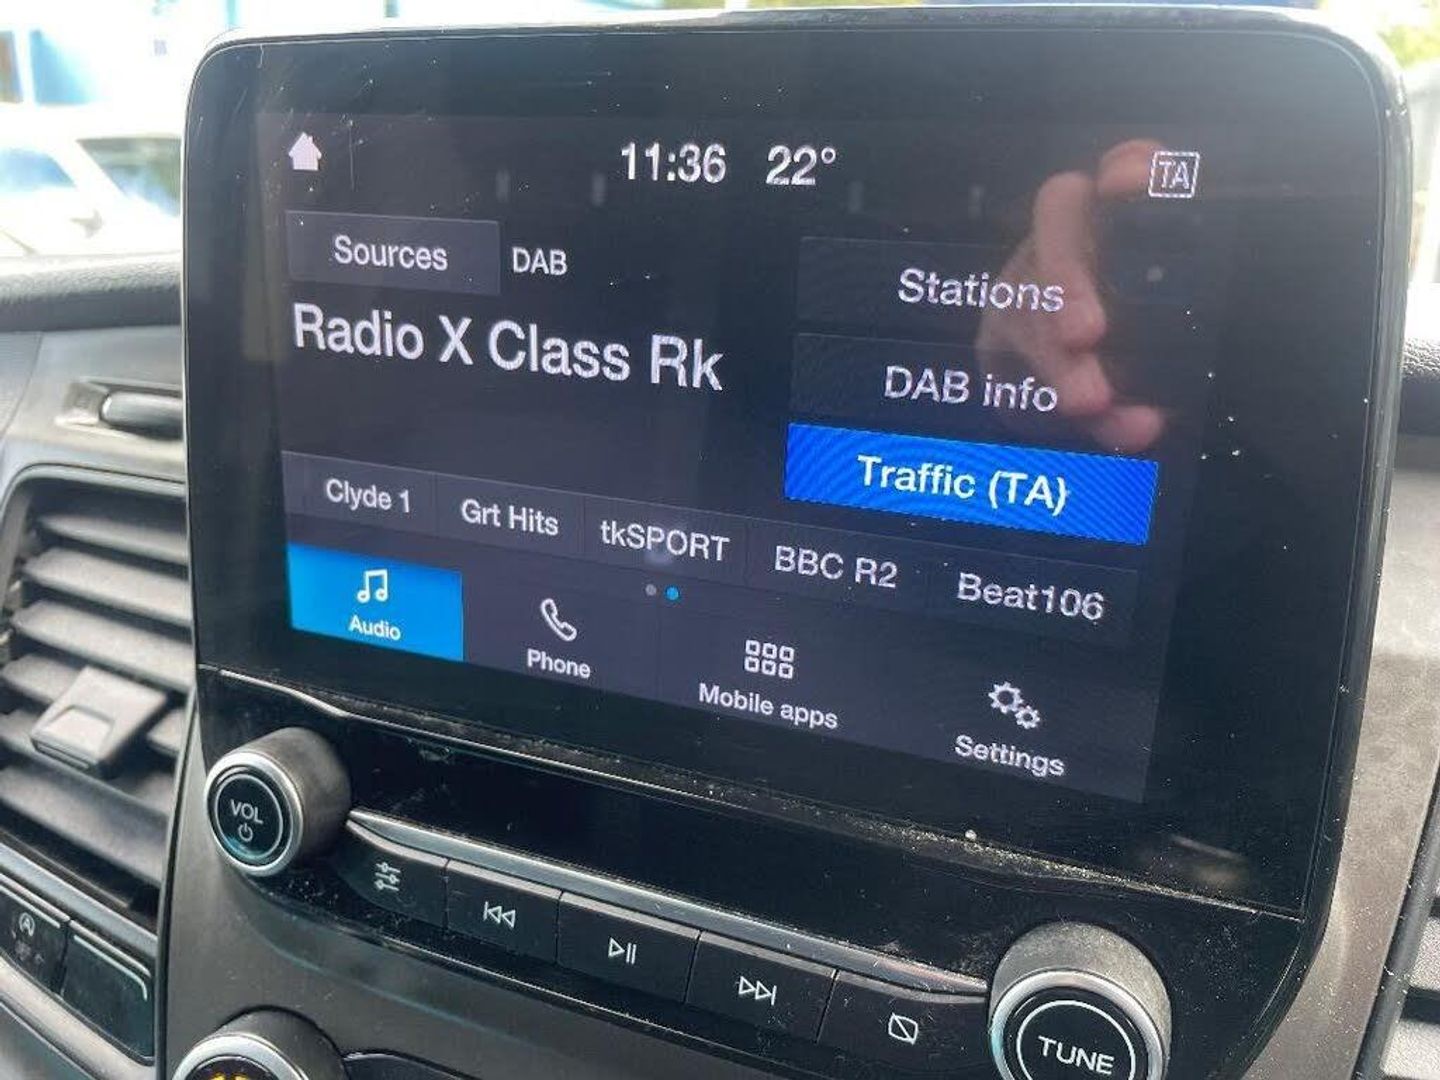 11:36 22° TA
Sources DAB
Stations
Radio X Class Rk
DAB info
Traffic (TA)
Clyde 1 Grt Hits tkSPORT BBC R2 Beat106
Audio Phone Mobile apps Settings
VOL
TUNE